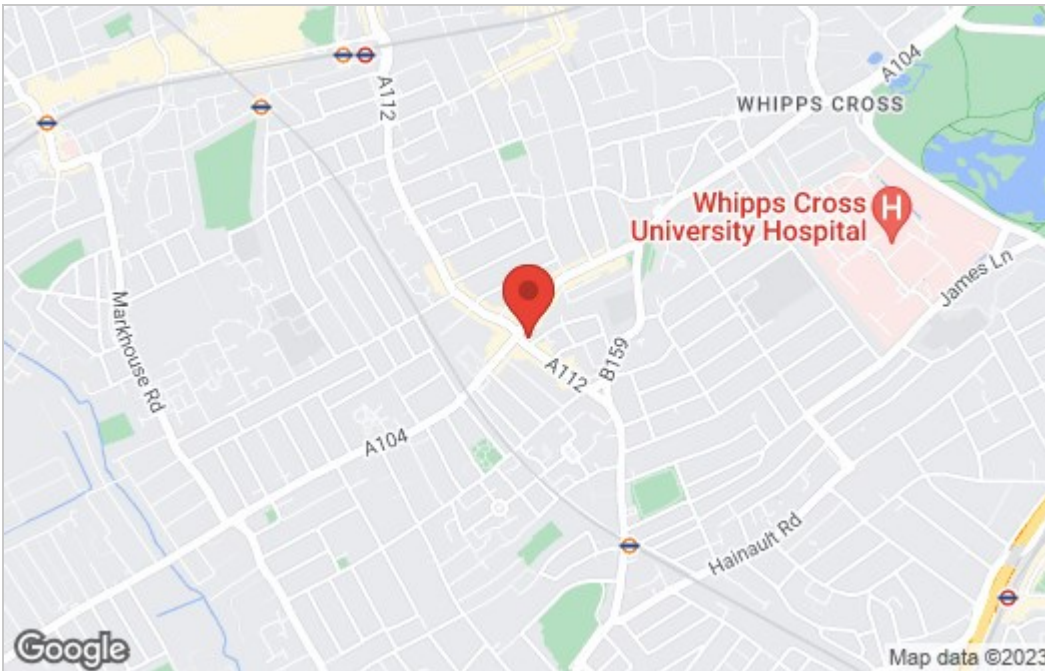 A104
A112
WHIPPS CROSS
Whipps Cross
University Hospital
H
James Ln
Markhouse Rd
A112
B159
A104
Hainault Rd
Google
Map data ©2023